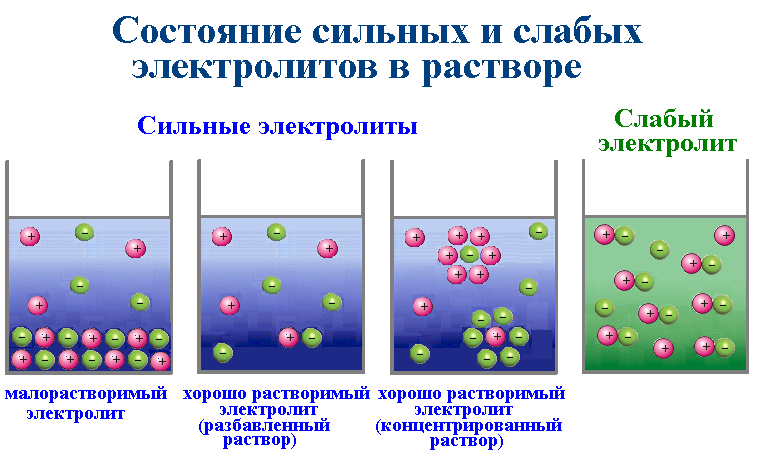 Состояние сильных и слабых
электролитов в растворе
Сильные электролиты
Слабый
электролит
малорастворимый
электролит
хорошо растворимый
электролит
(разбавленный
раствор)
хорошо растворимый
электролит
(концентрированный
раствор)